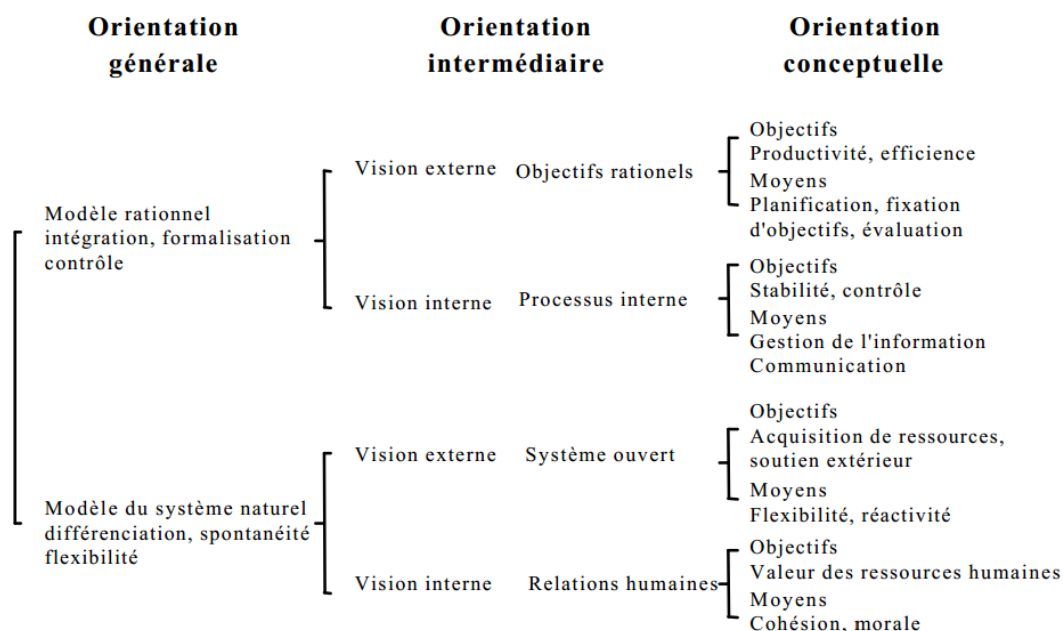 Orientation
générale
Orientation
intermédiaire
Orientation
conceptuelle
Modèle rationnel
intégration, formalisation
contrôle
Vision externe
Objectifs rationels
Objectifs
Productivité, efficience
Moyens
Planification, fixation
d'objectifs, évaluation
Vision interne
Processus interne
Objectifs
Stabilité, contrôle
Moyens
Gestion de l'information
Communication
Modèle du système naturel
différenciation, spontanéité
flexibilité
Vision externe
Système ouvert
Objectifs
Acquisition de ressources,
soutien extérieur
Moyens
Flexibilité, réactivité
Vision interne
Relations humaines
Objectifs
Valeur des ressources humaines
Moyens
Cohésion, morale